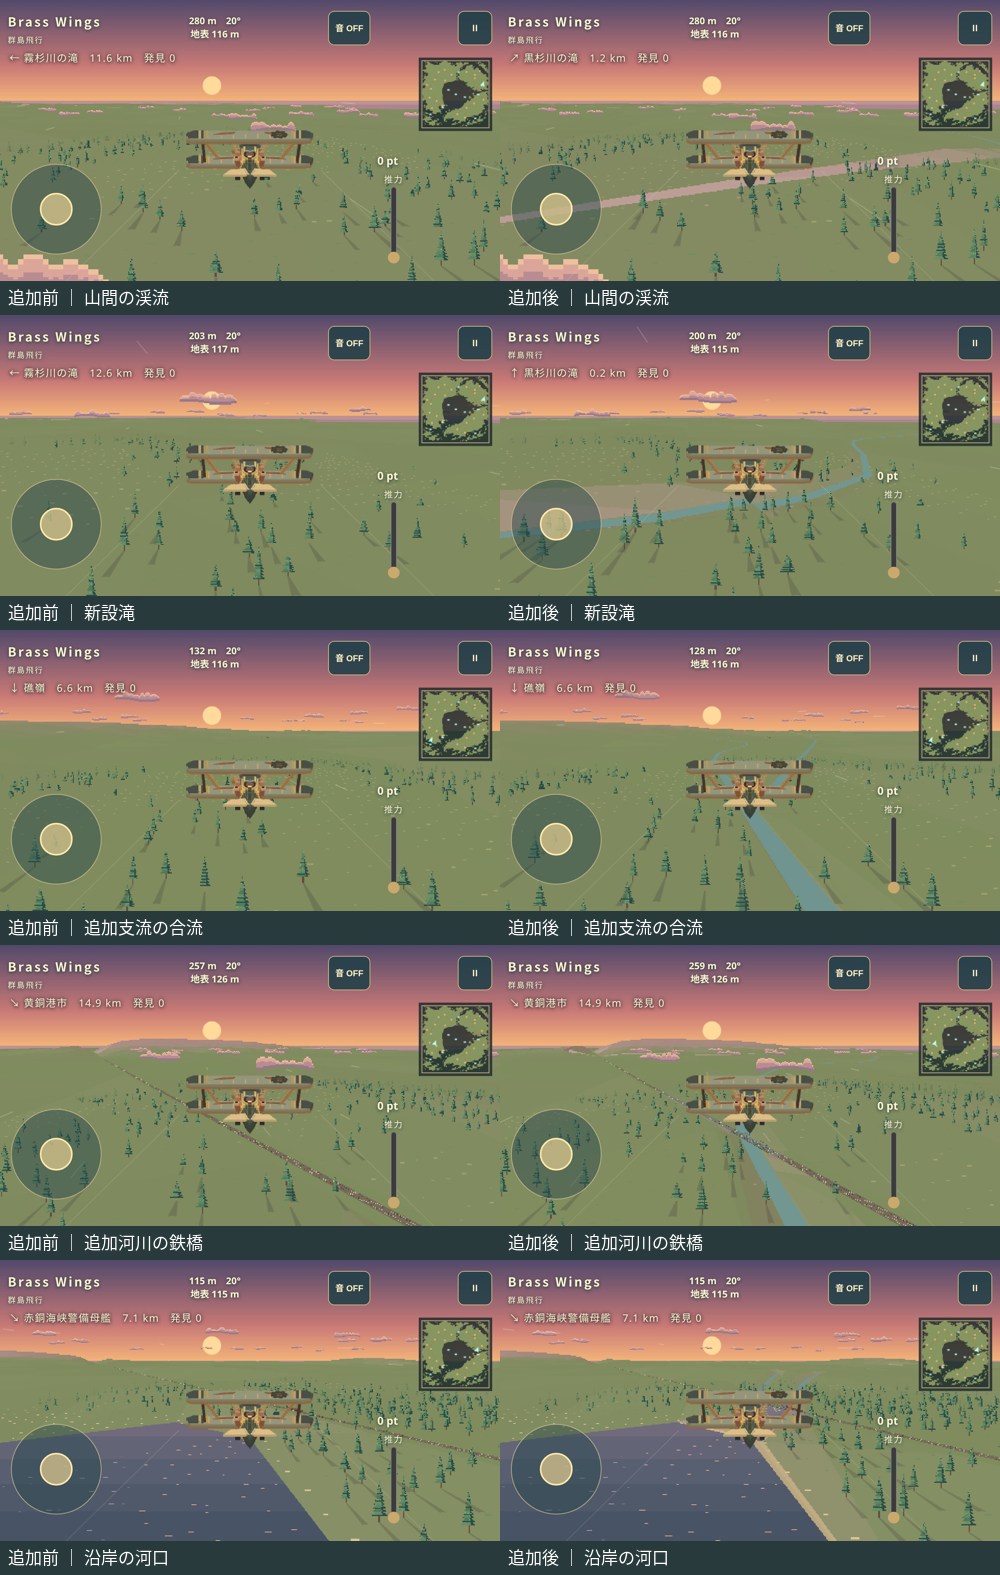 Brass Wings
群島飛行
← 霧杉川の滝 11.6 km 発見 0
280 m 20°
地表 116 m
音 OFF
II
0 pt
推力
追加前 ｜ 山間の渓流
Brass Wings
群島飛行
↗ 黒杉川の滝 1.2 km 発見 0
280 m 20°
地表 116 m
音 OFF
II
0 pt
推力
追加後 ｜ 山間の渓流
Brass Wings
群島飛行
← 霧杉川の滝 12.6 km 発見 0
203 m 20°
地表 117 m
音 OFF
II
0 pt
推力
追加前 ｜ 新設滝
Brass Wings
群島飛行
↑ 黒杉川の滝 0.2 km 発見 0
200 m 20°
地表 115 m
音 OFF
II
0 pt
推力
追加後 ｜ 新設滝
Brass Wings
群島飛行
↓ 礁嶺 6.6 km 発見 0
132 m 20°
地表 116 m
音 OFF
II
0 pt
推力
追加前 ｜ 追加支流の合流
Brass Wings
群島飛行
↓ 礁嶺 6.6 km 発見 0
128 m 20°
地表 116 m
音 OFF
II
0 pt
推力
追加後 ｜ 追加支流の合流
Brass Wings
群島飛行
↘ 黄銅港市 14.9 km 発見 0
257 m 20°
地表 126 m
音 OFF
II
0 pt
推力
追加前 ｜ 追加河川の鉄橋
Brass Wings
群島飛行
↘ 黄銅港市 14.9 km 発見 0
259 m 20°
地表 126 m
音 OFF
II
0 pt
推力
追加後 ｜ 追加河川の鉄橋
Brass Wings
群島飛行
↘ 赤銅海峡警備母艦 7.1 km 発見 0
115 m 20°
地表 115 m
音 OFF
II
0 pt
推力
追加前 ｜ 沿岸の河口
Brass Wings
群島飛行
↘ 赤銅海峡警備母艦 7.1 km 発見 0
115 m 20°
地表 115 m
音 OFF
II
0 pt
推力
追加後 ｜ 沿岸の河口